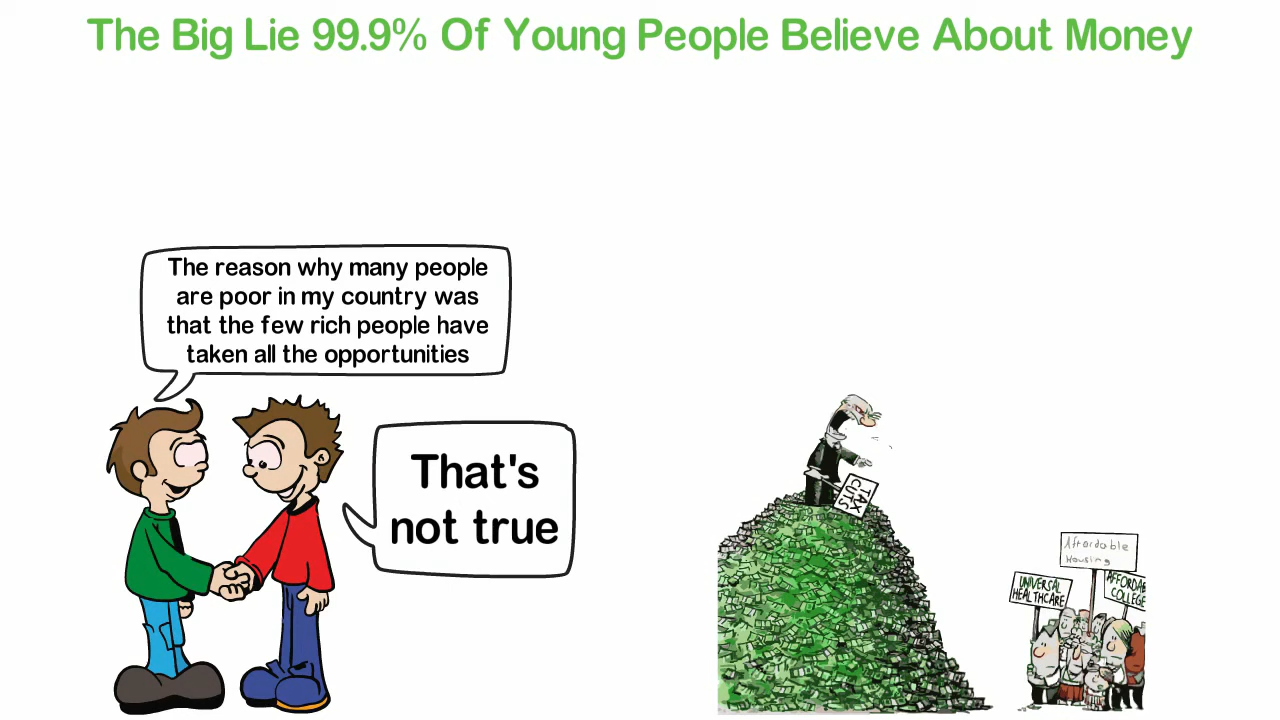 The Big Lie 99.9% Of Young People Believe About Money
The reason why many people
are poor in my country was
that the few rich people have
taken all the opportunities
That's
not true
TAX
CUTS
Affordable
Housing
UNIVERSAL
HEALTHCARE
AFFORDA
COLLEGE